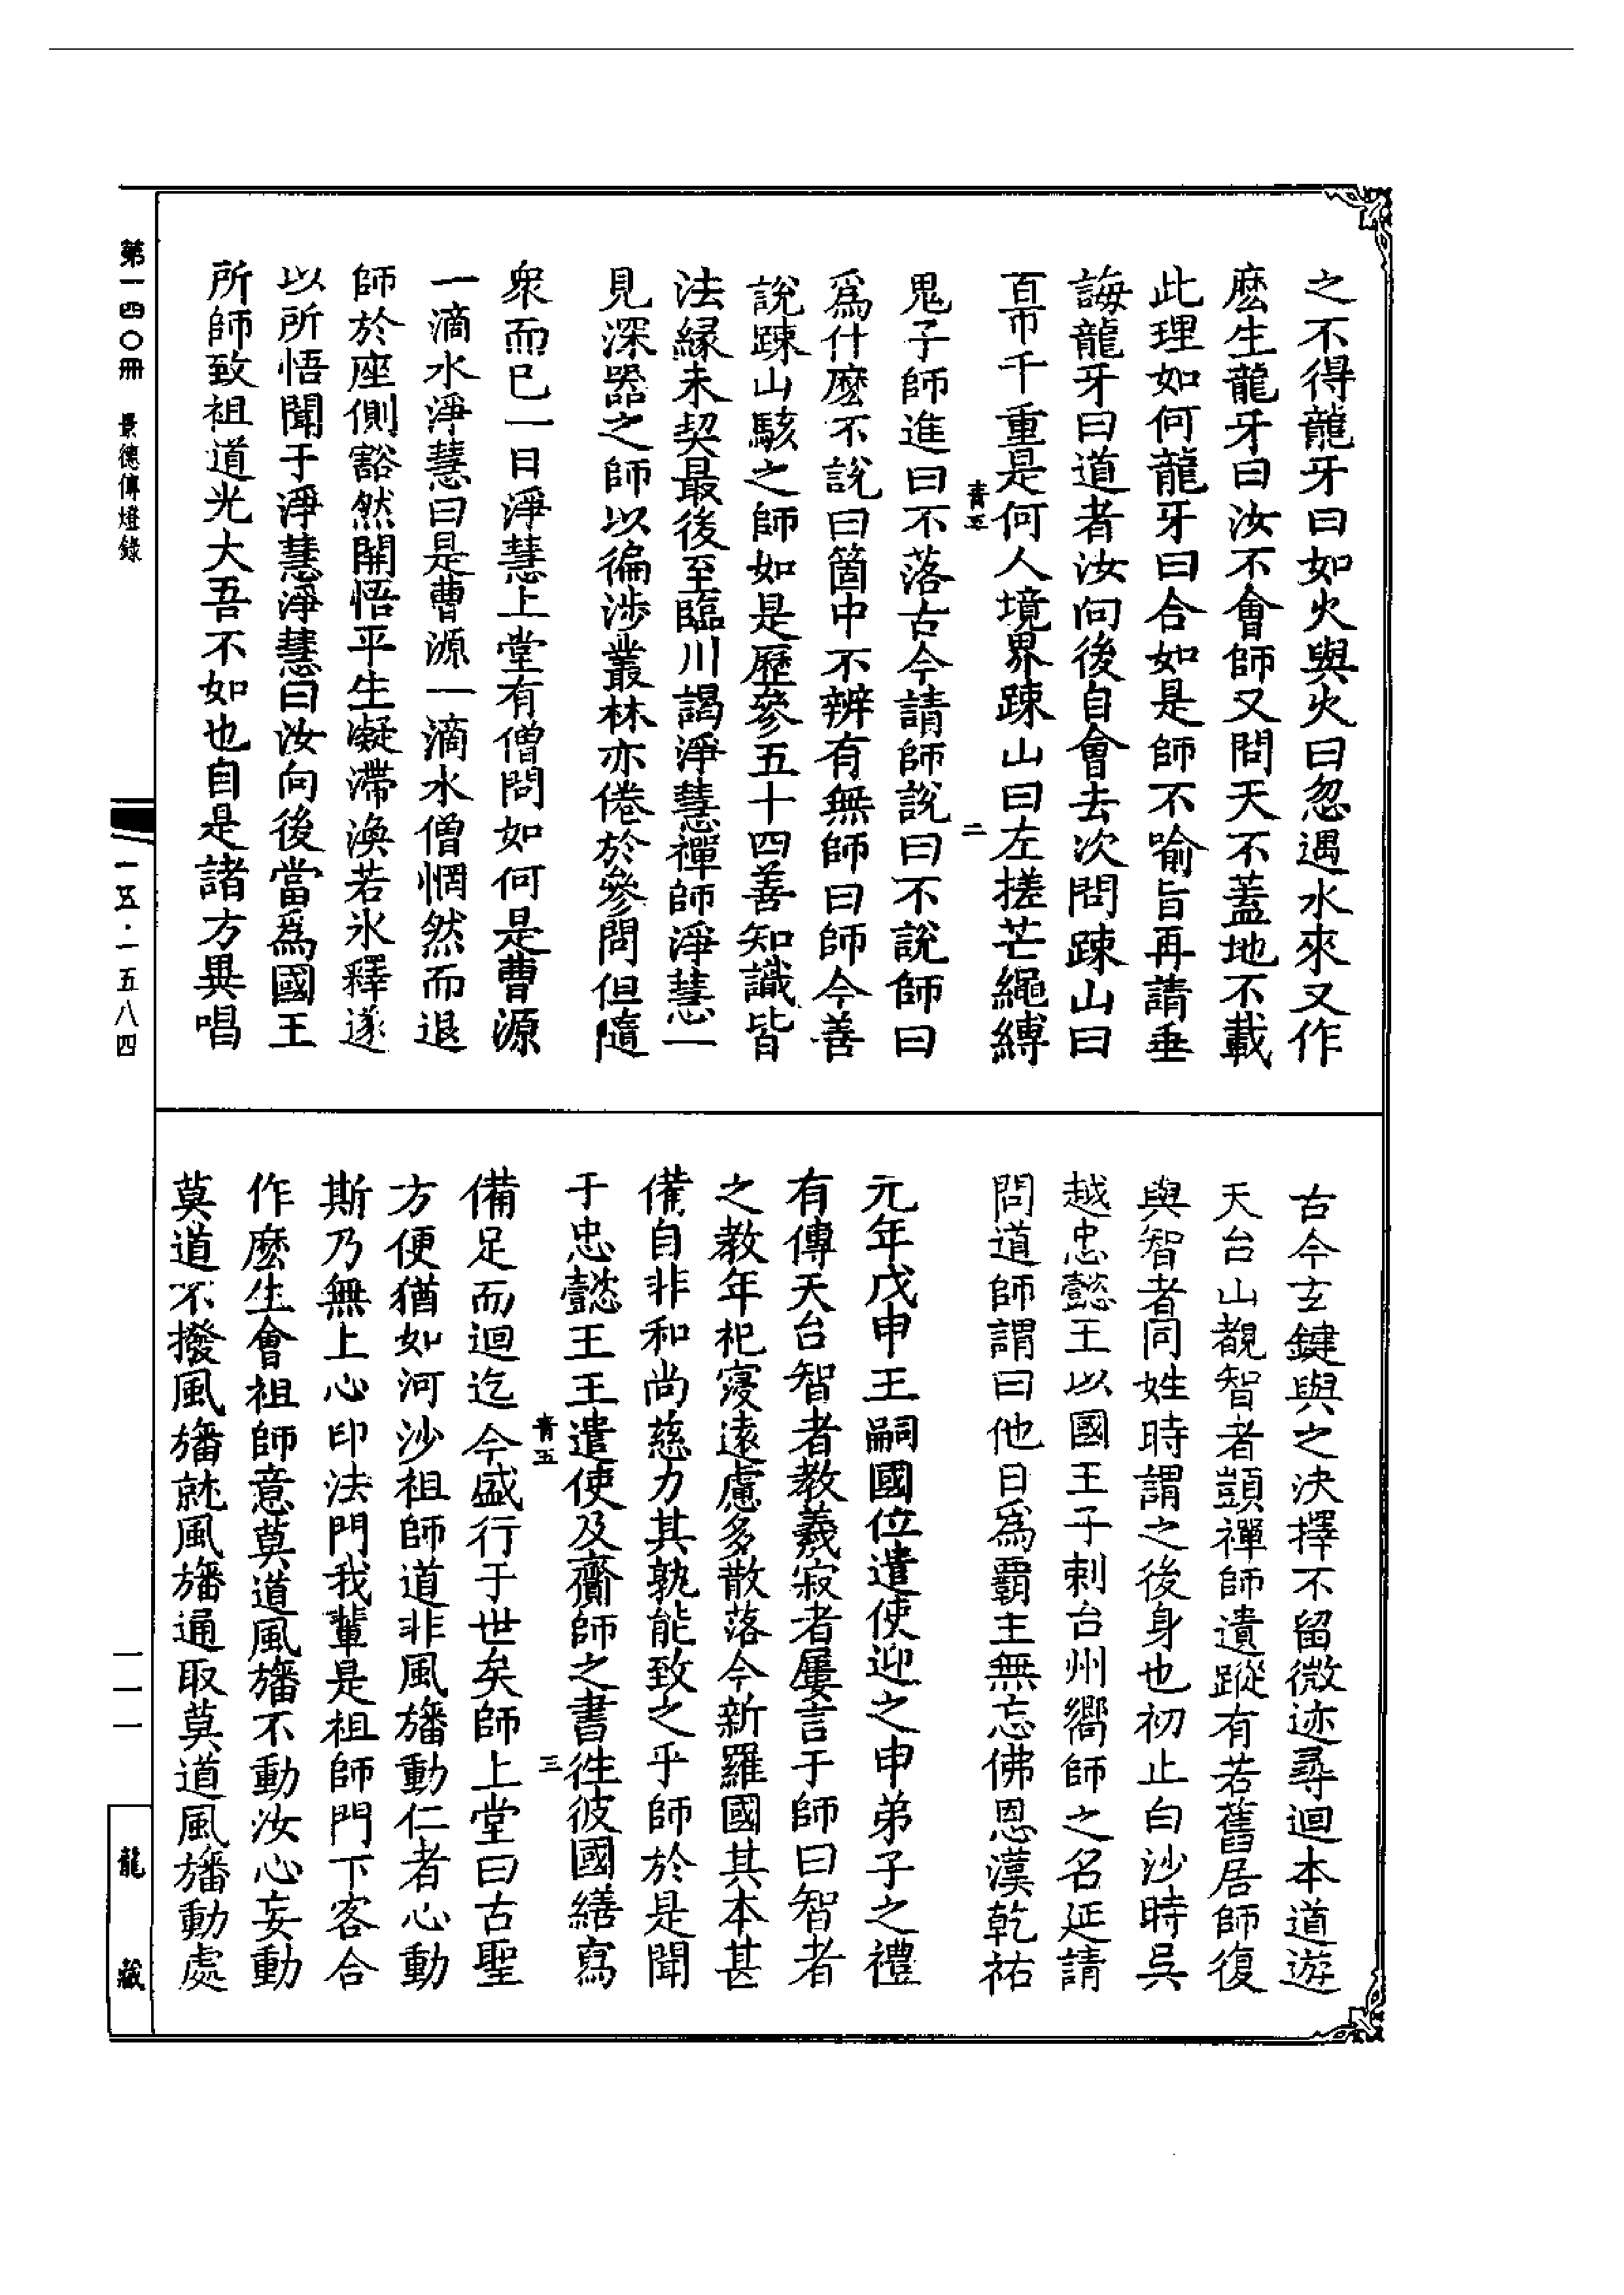 之不得龍牙曰如火與火曰忽遇水來又作
麽生龍牙曰汝不會師又問天不蓋地不載
此理如何龍牙曰合如是師不喻旨再請垂
誨龍牙曰道者汝向後自會去次問踈山曰
百帀千重是何人境界踈山曰左搓芒繩縛
青五
二
鬼子師進曰不落古今請師說曰不說師曰
爲什麽不說曰箇中不辨有無師曰師今善
說踈山駭之師如是歷參五十四善知識皆
法緣未契最後至臨川謁淨慧禪師淨慧一
見深器之師以徧涉叢林亦倦於參問但隨
衆而已一日淨慧上堂有僧問如何是曹源
一滴水淨慧曰是曹源一滴水僧惘然而退
師於座側豁然開悟平生凝滯渙若氷釋遂
以所悟聞于淨慧淨慧曰汝向後當爲國王
所師致祖道光大吾不如也自是諸方異唱
古今玄鍵與之決擇不留微迹尋迴本道遊
天台山覩智者顗禪師遺蹤有若舊居師復
與智者同姓時謂之後身也初止白沙時吳
越忠懿王以國王子刺台州嚮師之名延請
問道師謂曰他日爲霸主無忘佛恩漢乾祐
元年戊申王嗣國位遣使迎之申弟子之禮
有傳天台智者教義寂者屢言于師曰智者
之教年祀寖遠慮多散落今新羅國其本甚
備自非和尚慈力其孰能致之乎師於是聞
于忠懿王王遣使及齎師之書往彼國繕寫
青五
三
備足而迴迄今盛行于世矣師上堂曰古聖
方便猶如河沙祖師道非風旛動仁者心動
斯乃無上心印法門我輩是祖師門下客合
作麽生會祖師意莫道風旛不動汝心妄動
莫道不撥風旛就風旛通取莫道風旛動處
第一四〇冊 景德傳燈錄
一五·一五八四
一一一
龍藏